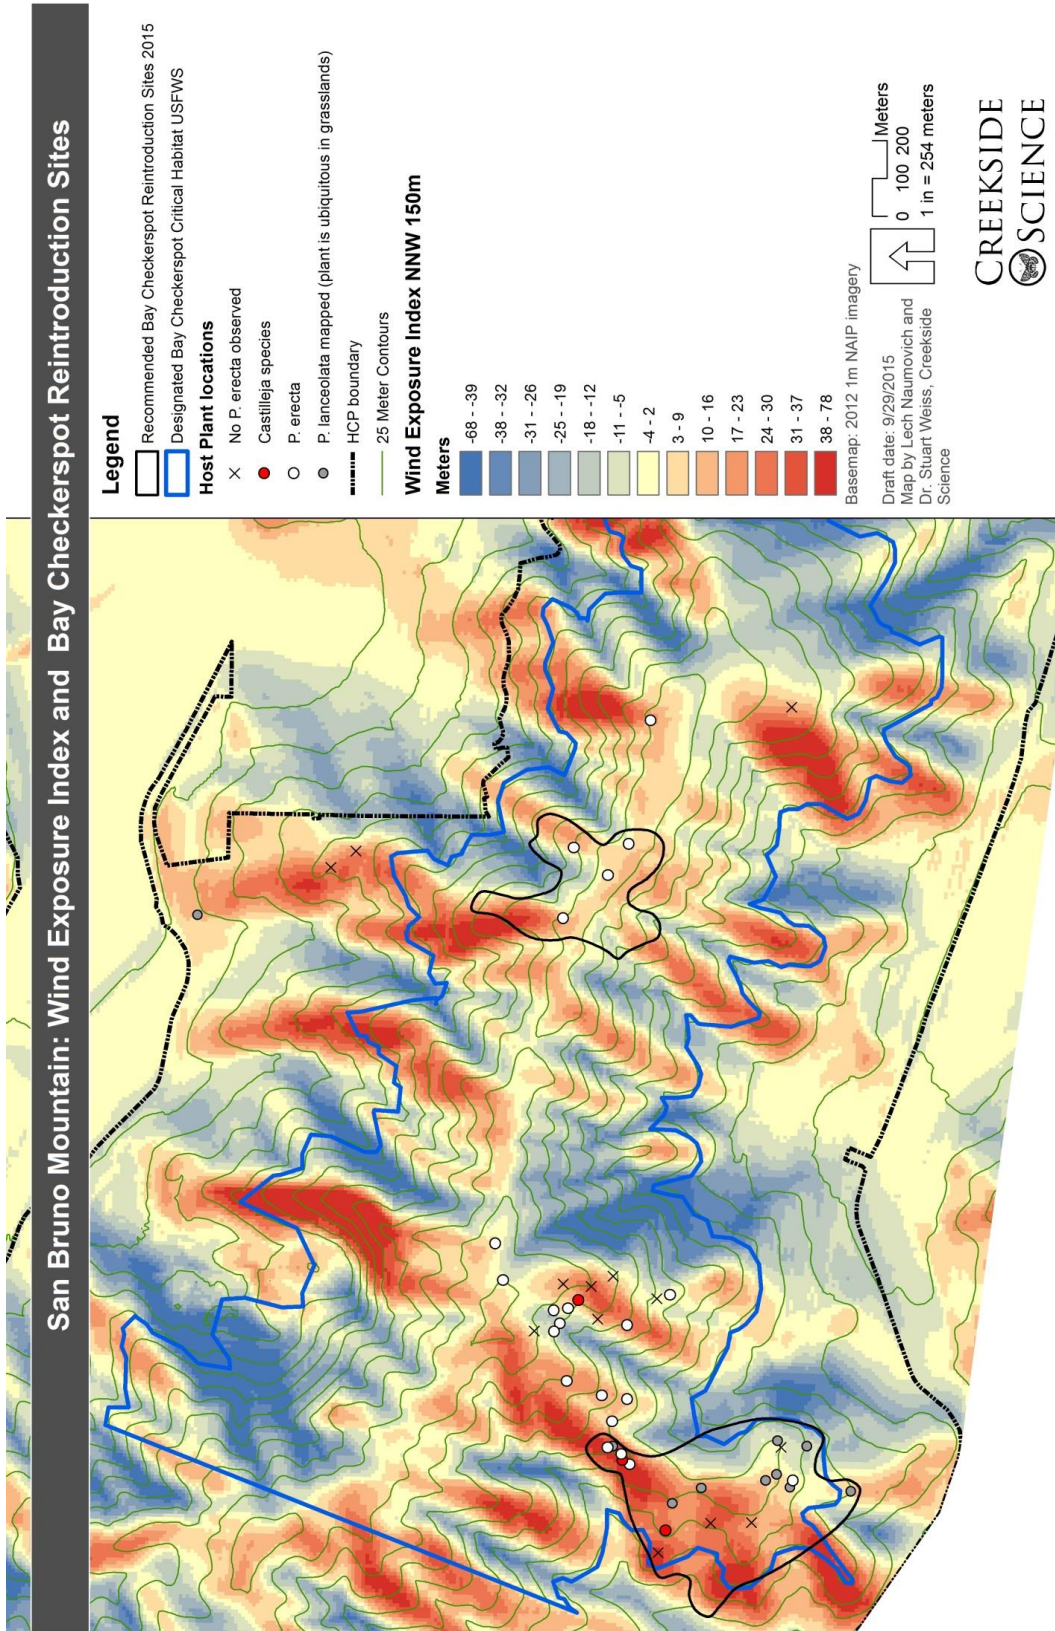 San Bruno Mountain: Wind Exposure Index and Bay Checkerspot Reintroduction Sites
Legend
Recommended Bay Checkerspot Reintroduction Sites 2015
Designated Bay Checkerspot Critical Habitat USFWS
Host Plant locations
No P. erecta observed
Castilleja species
P. erecta
P. lanceolata mapped (plant is ubiquitous in grasslands)
HCP boundary
25 Meter Contours
Wind Exposure Index NNW 150m
Meters
-68 - -39
-38 - -32
-31 - -26
-25 - -19
-18 - -12
-11 - -5
-4 - 2
3 - 9
10 - 16
17 - 23
24 - 30
31 - 37
38 - 78
Basemap: 2012 1m NAIP imagery
Draft date: 9/29/2015
Map by Lech Naumovich and
Dr. Stuart Weiss, Creekside
Science
Meters
0 100 200
1 in = 254 meters
CREEKSIDE
SCIENCE